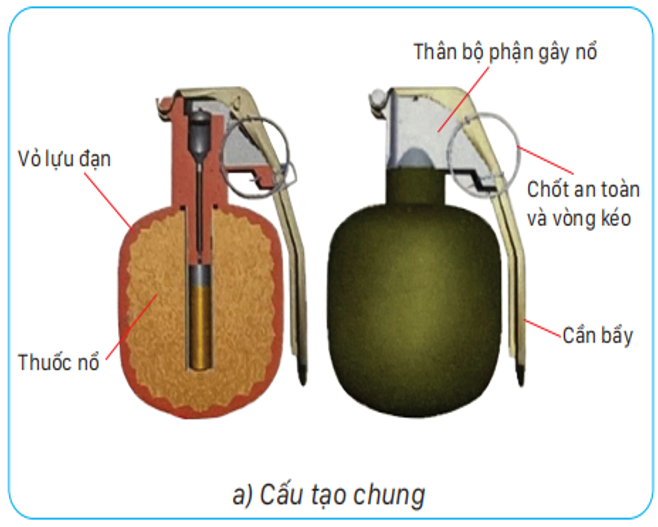 Thân bộ phận gây nổ
Vỏ lựu đạn
Chốt an toàn
và vòng kéo
Cần bẩy
Thuốc nổ
a) Cấu tạo chung